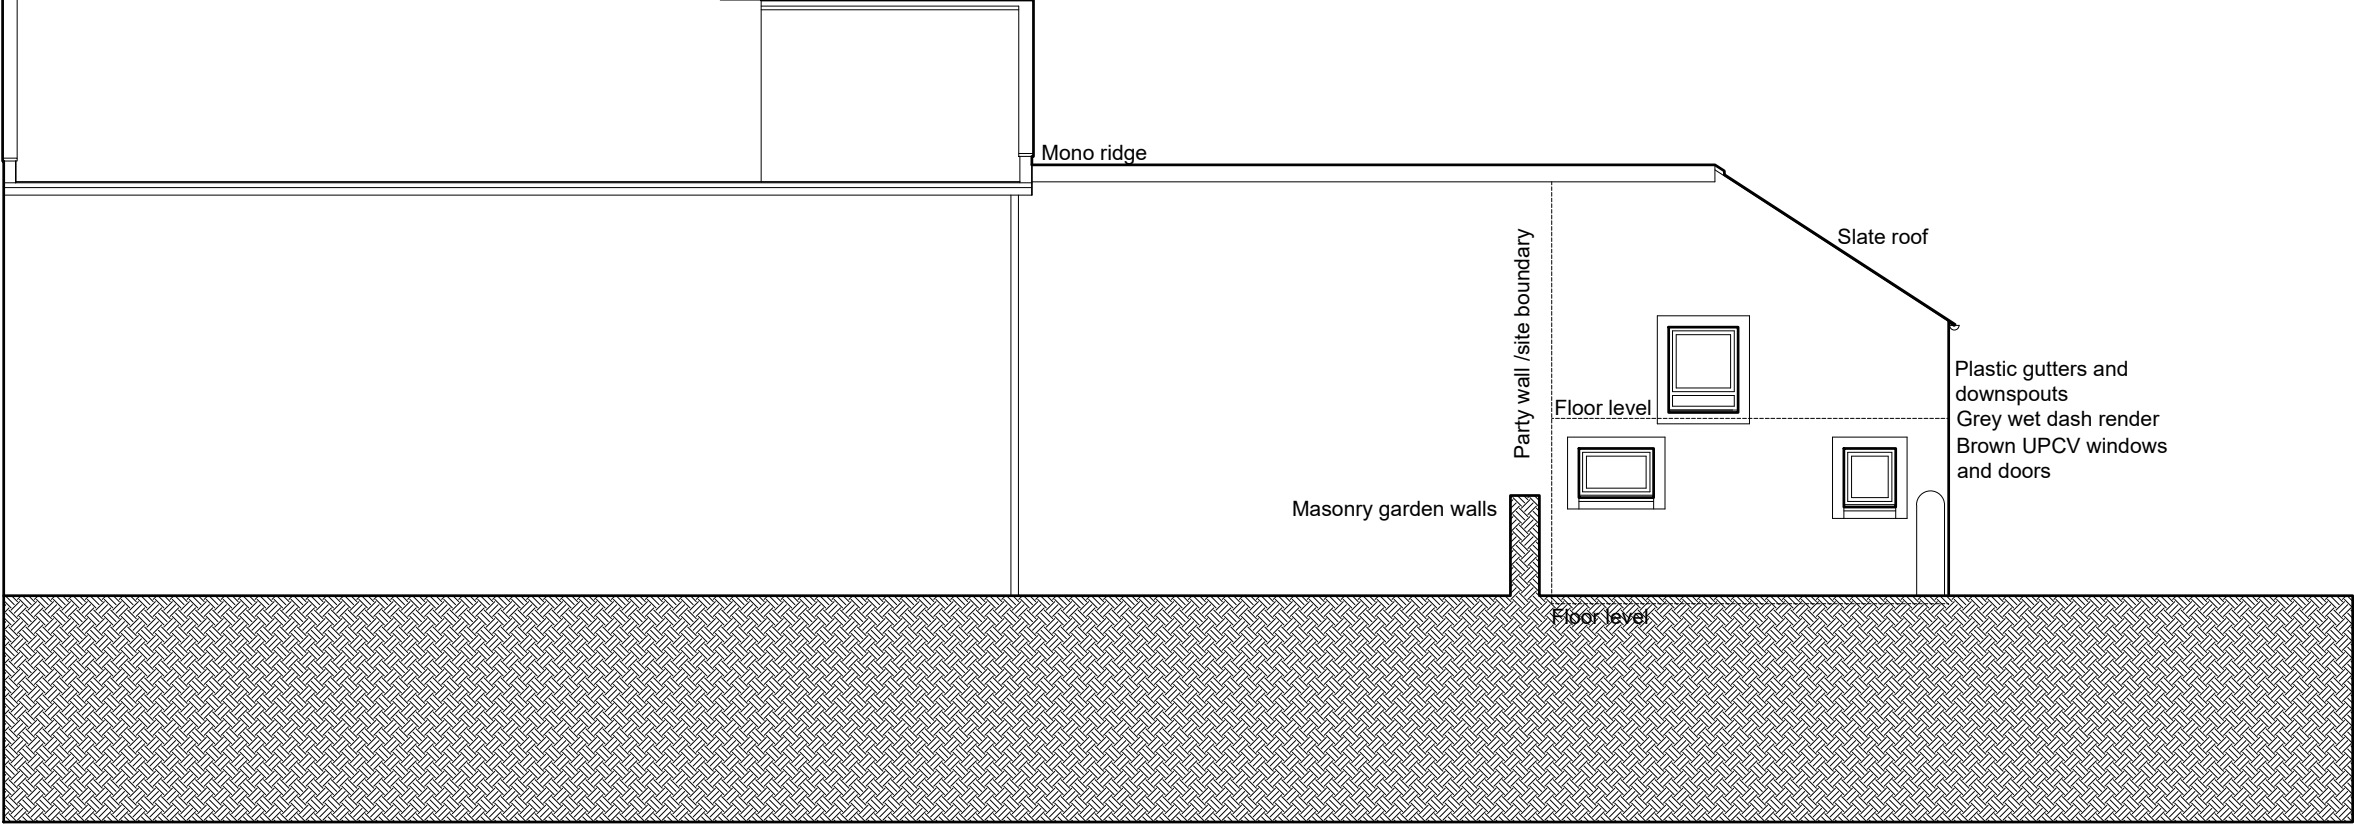 Mono ridge
Slate roof
Party wall /site boundary
Plastic gutters and
downspouts
Floor level
Grey wet dash render
Brown UPCV windows
and doors
Masonry garden walls
Floor level